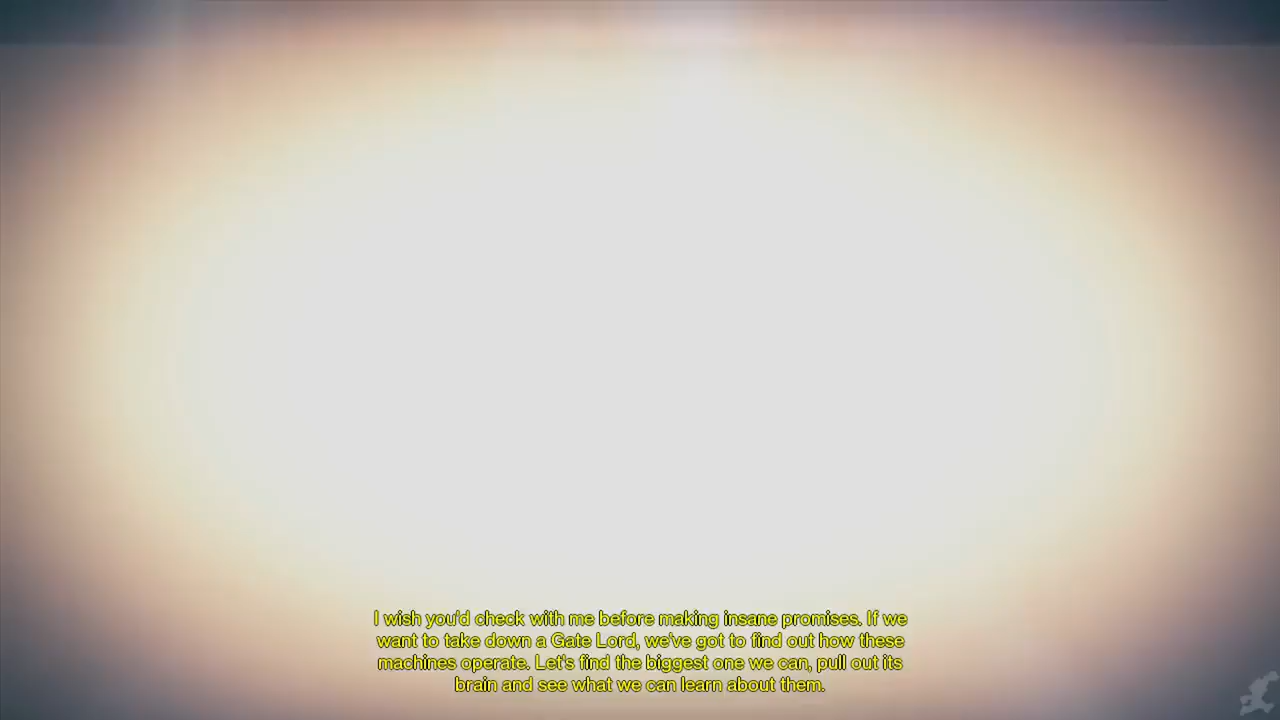 I wish you'd check with me before making insane promises. If we
want to take down a Gate Lord, we've got to find out how these
machines operate. Let's find the biggest one we can, pull out its
brain and see what we can learn about them.